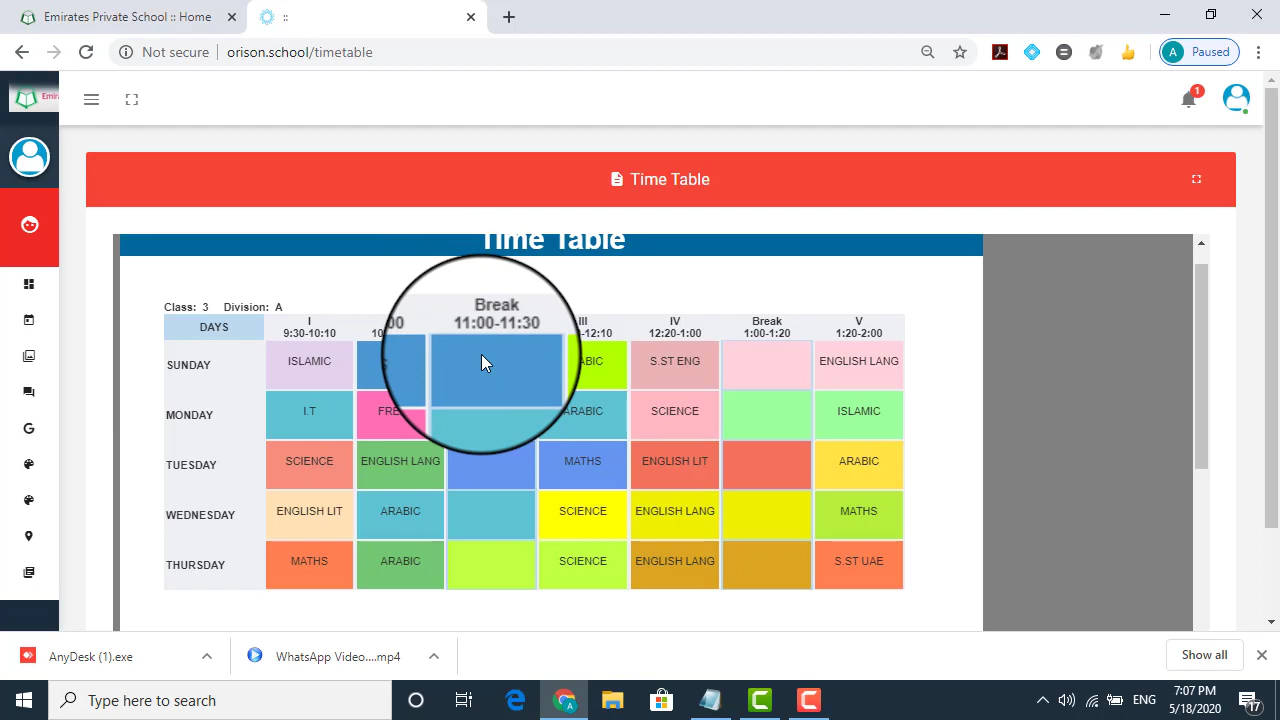 Emirates Private School :: Home
::
Not secure
orison.school/timetable
A
Paused
1
Time Table
Time Table
Class: 3 Division: A
DAYS
I
9:30-10:10
Break
11:00-11:30
III
IV
12:20-1:00
Break
1:00-1:20
V
1:20-2:00
SUNDAY
ISLAMIC
S.ST ENG
ENGLISH LANG
MONDAY
I.T
ARABIC
SCIENCE
ISLAMIC
TUESDAY
SCIENCE
ENGLISH LANG
MATHS
ENGLISH LIT
ARABIC
WEDNESDAY
ENGLISH LIT
ARABIC
SCIENCE
ENGLISH LANG
MATHS
THURSDAY
MATHS
ARABIC
SCIENCE
ENGLISH LANG
S.ST UAE
AnyDesk (1).exe
WhatsApp Video....mp4
Show all
Type here to search
ENG
7:07 PM
5/18/2020
17